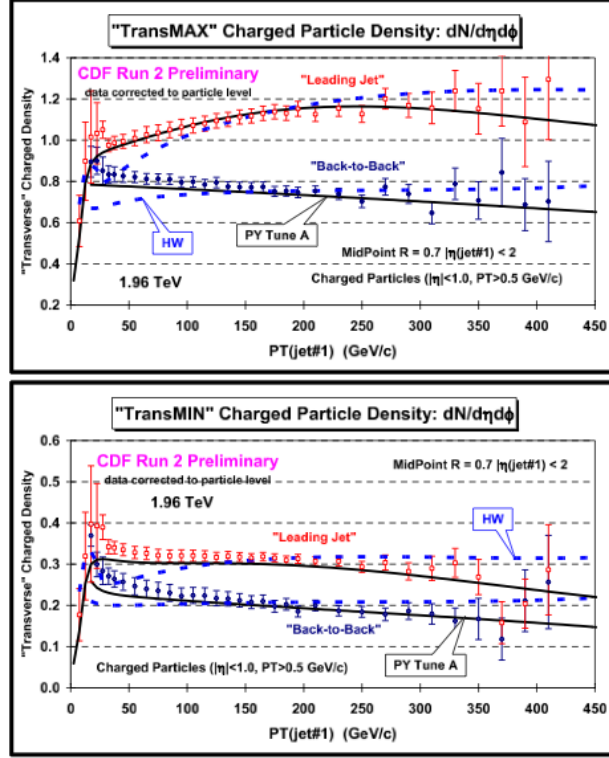 "TransMAX" Charged Particle Density: dN/dηdϕ
1.4
CDF Run 2 Preliminary
data corrected to particle level
"Leading Jet"
1.2
1.0
"Back-to-Back"
0.8
HW
PY Tune A
0.6
MidPoint R = 0.7 |η(jet#1) < 2
0.4
1.96 TeV
Charged Particles (|η|<1.0, PT>0.5 GeV/c)
0.2
"Transverse" Charged Density
0 50 100 150 200 250 300 350 400 450
PT(jet#1) (GeV/c)
"TransMIN" Charged Particle Density: dN/dηdϕ
0.6
CDF Run 2 Preliminary
data corrected to particle level
MidPoint R = 0.7 |η(jet#1) < 2
0.5
1.96 TeV
HW
0.4
"Leading Jet"
0.3
0.2
"Back-to-Back"
PY Tune A
0.1
Charged Particles (|η|<1.0, PT>0.5 GeV/c)
0.0
"Transverse" Charged Density
0 50 100 150 200 250 300 350 400 450
PT(jet#1) (GeV/c)